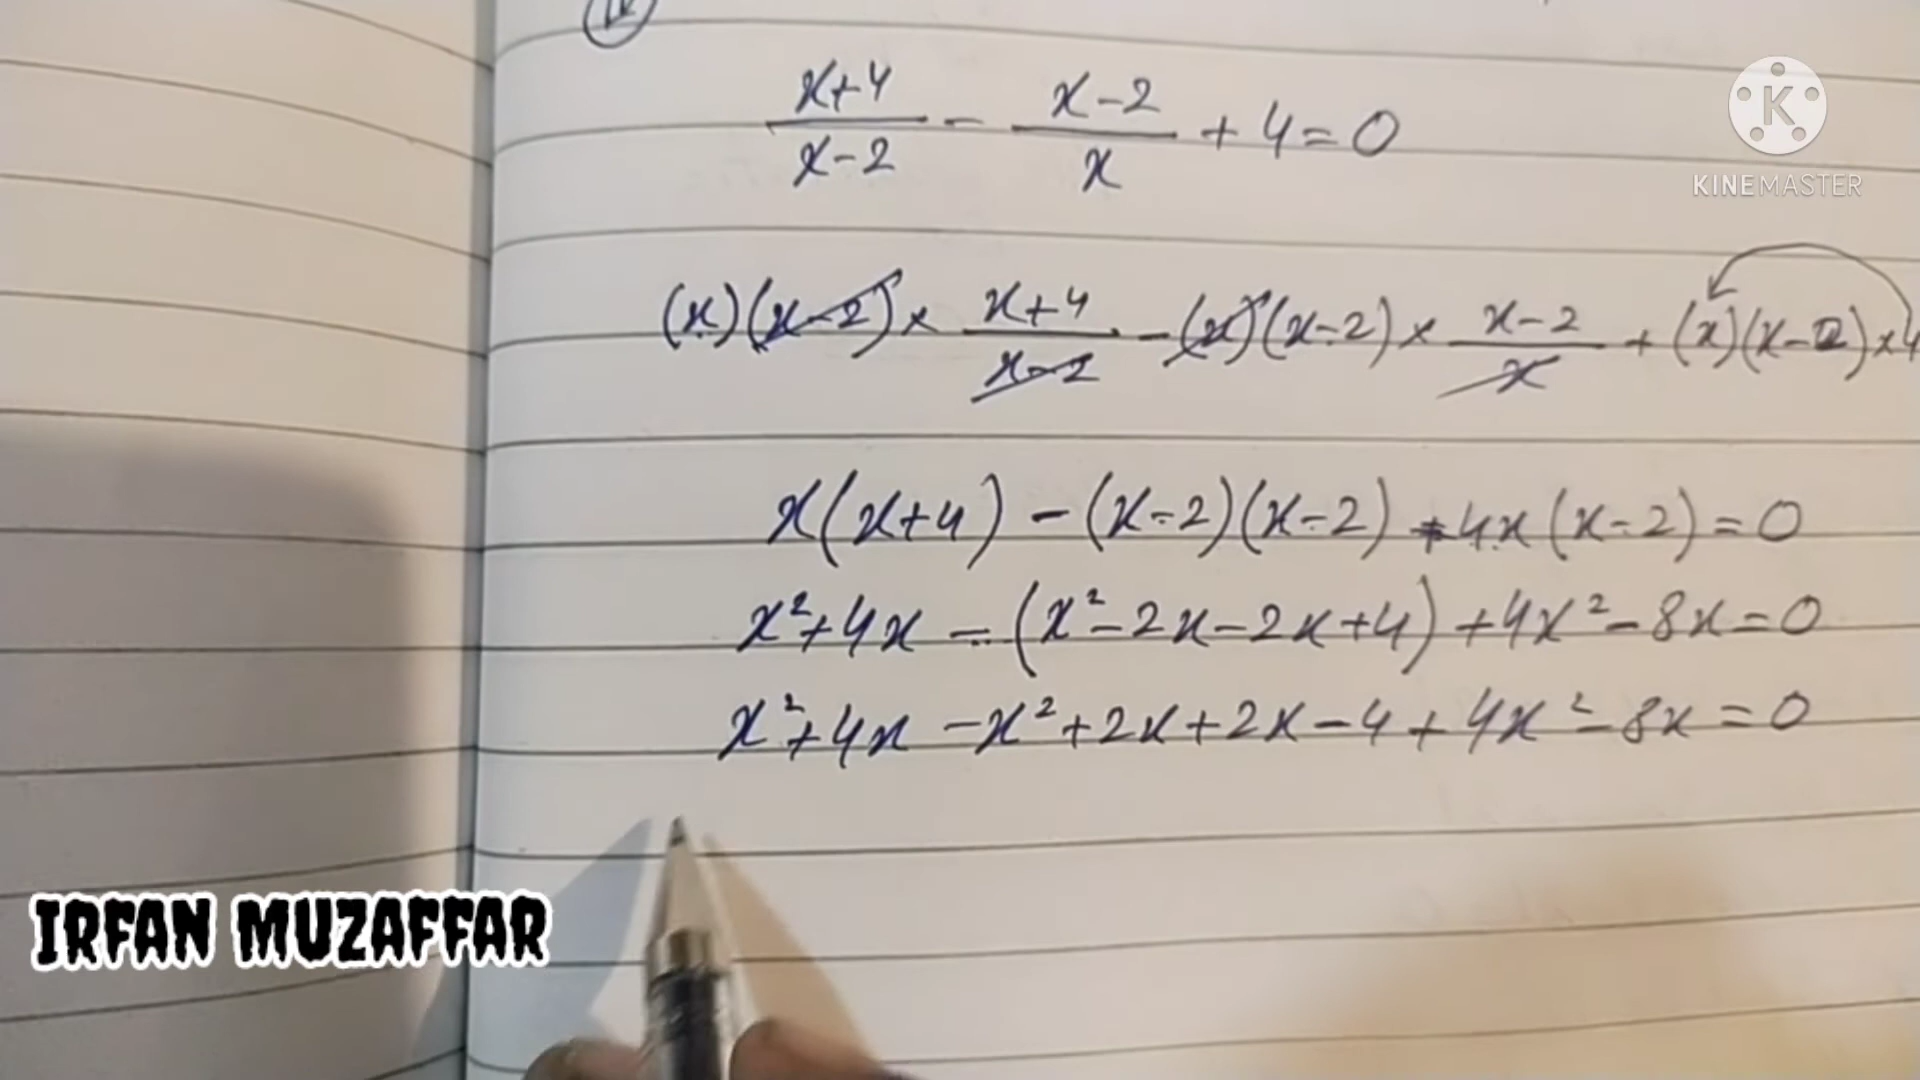 x+4/x-2 - x-2/x + 4 = 0
KINEMASTER
(x)(x-2) × x+4/x-2 - (x)(x-2) × x-2/x + (x)(x-2) × 4
x(x+4) - (x-2)(x-2) + 4x(x-2) = 0
x² + 4x - (x² - 2x - 2x + 4) + 4x² - 8x = 0
x² + 4x - x² + 2x + 2x - 4 + 4x² - 8x = 0
IRFAN MUZAFFAR